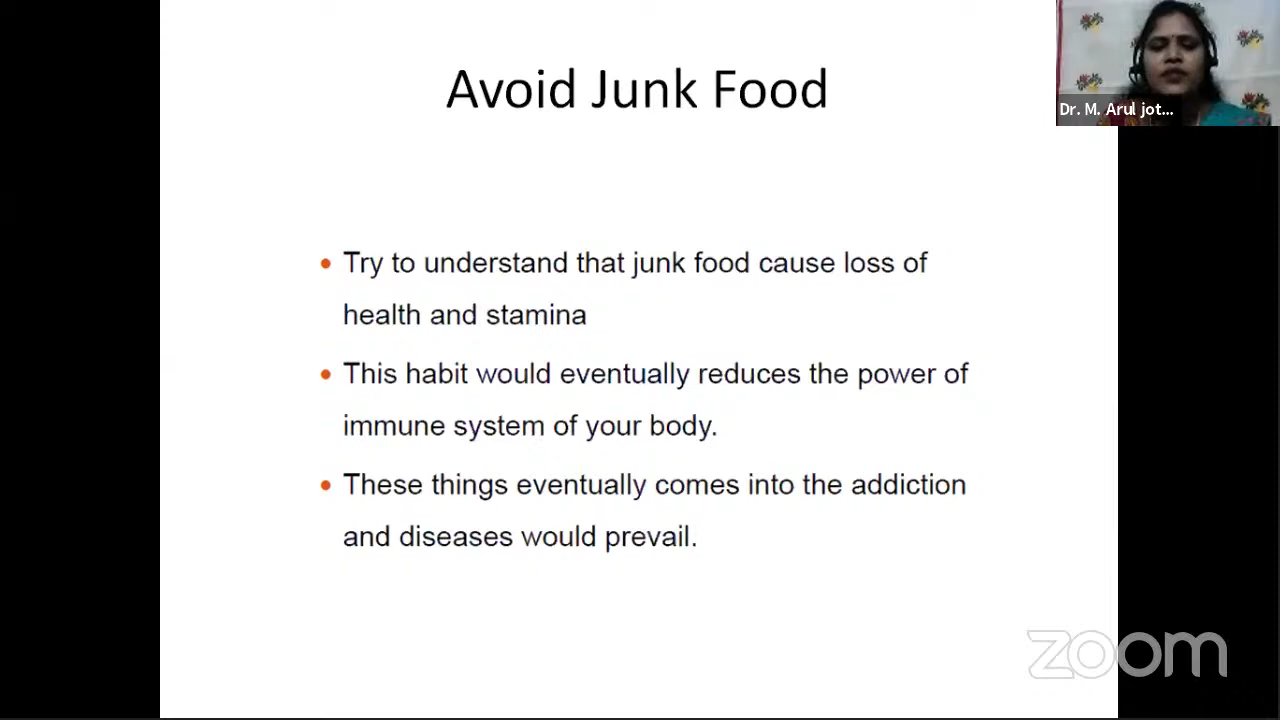 Avoid Junk Food
Dr. M. Arul jot...
• Try to understand that junk food cause loss of
health and stamina
• This habit would eventually reduces the power of
immune system of your body.
• These things eventually comes into the addiction
and diseases would prevail.
zoom